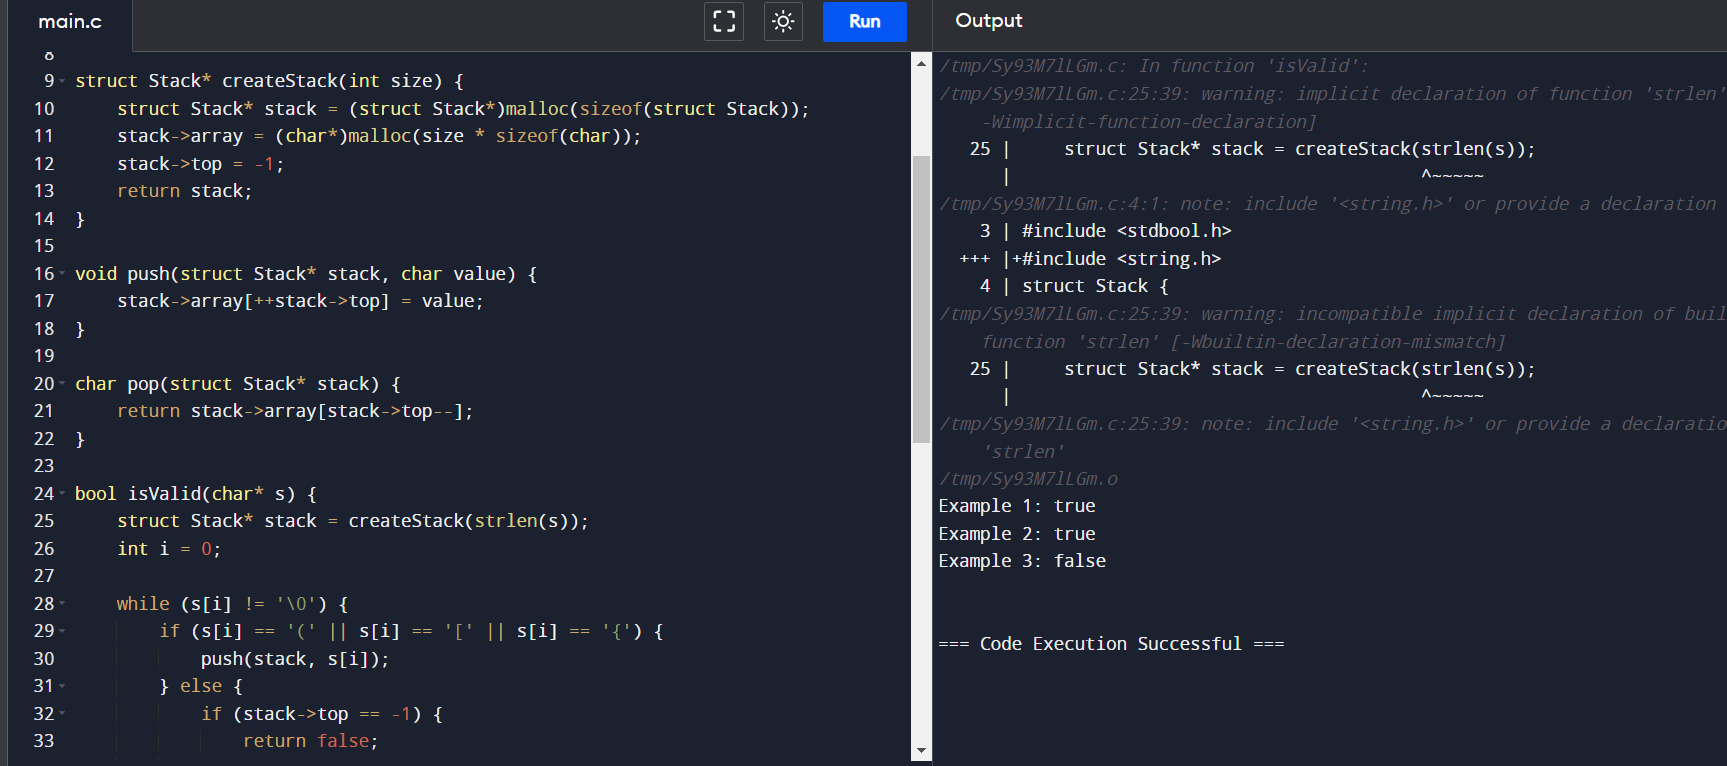 main.c
Run
Output
8
9 struct Stack* createStack(int size) {
10 struct Stack* stack = (struct Stack*)malloc(sizeof(struct Stack));
11 stack->array = (char*)malloc(size * sizeof(char));
12 stack->top = -1;
13 return stack;
14 }
15
16 void push(struct Stack* stack, char value) {
17 stack->array[++stack->top] = value;
18 }
19
20 char pop(struct Stack* stack) {
21 return stack->array[stack->top--];
22 }
23
24 bool isValid(char* s) {
25 struct Stack* stack = createStack(strlen(s));
26 int i = 0;
27
28 while (s[i] != '\0') {
29 if (s[i] == '(' || s[i] == '[' || s[i] == '{') {
30 push(stack, s[i]);
31 } else {
32 if (stack->top == -1) {
33 return false;
/tmp/Sy93M7lLGm.c: In function 'isValid':
/tmp/Sy93M7lLGm.c:25:39: warning: implicit declaration of function 'strlen'
-Wimplicit-function-declaration]
25 | struct Stack* stack = createStack(strlen(s));
| ^~~~~~
/tmp/Sy93M7lLGm.c:4:1: note: include '<string.h>' or provide a declaration
3 | #include <stdbool.h>
+++ |+#include <string.h>
4 | struct Stack {
/tmp/Sy93M7lLGm.c:25:39: warning: incompatible implicit declaration of buil
function 'strlen' [-Wbuiltin-declaration-mismatch]
25 | struct Stack* stack = createStack(strlen(s));
| ^~~~~~
/tmp/Sy93M7lLGm.c:25:39: note: include '<string.h>' or provide a declaratio
'strlen'
/tmp/Sy93M7lLGm.o
Example 1: true
Example 2: true
Example 3: false
=== Code Execution Successful ===